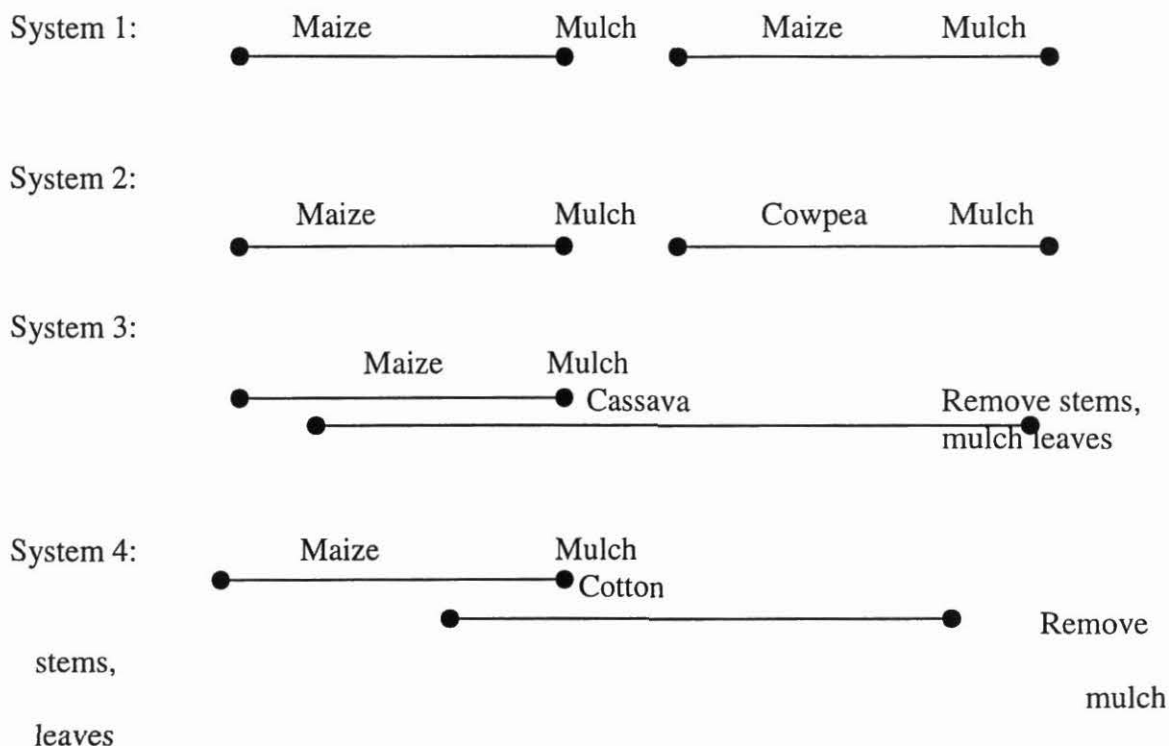 System 1: Maize Mulch Maize Mulch
System 2:
Maize Mulch Cowpea Mulch
System 3:
Maize Mulch
Cassava Remove stems,
mulch leaves
System 4: Maize Mulch
Cotton
Remove
stems,
mulch
leaves